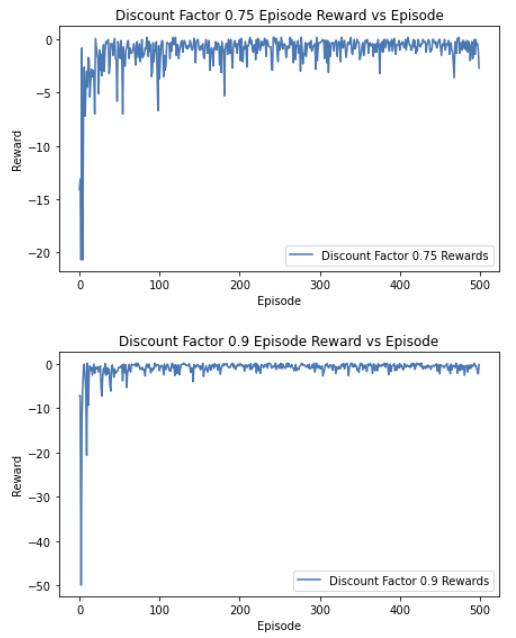 Discount Factor 0.75 Episode Reward vs Episode
0
−5
−10
−15
−20
Reward
Discount Factor 0.75 Rewards
0 100 200 300 400 500
Episode
Discount Factor 0.9 Episode Reward vs Episode
0
−10
−20
−30
−40
−50
Reward
Discount Factor 0.9 Rewards
0 100 200 300 400 500
Episode